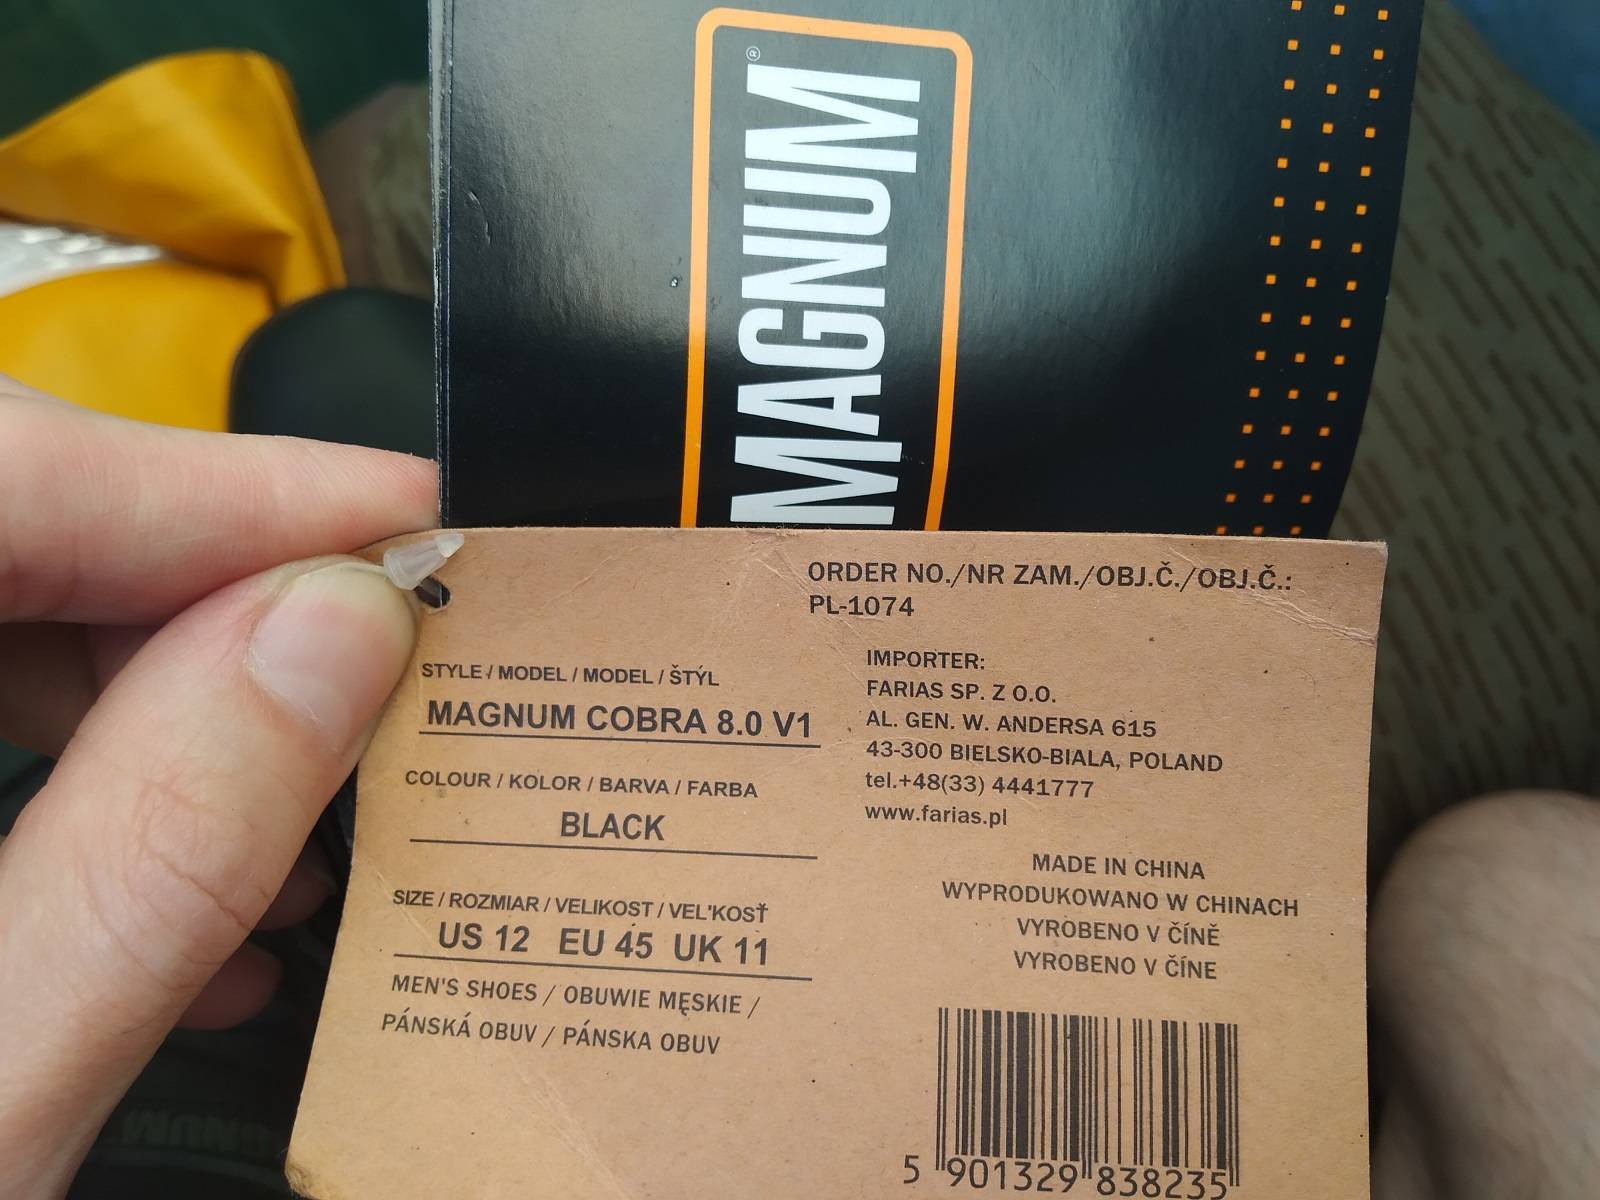 MAGNUM®
ORDER NO./NR ZAM./OBJ.Č./OBJ.Č.:
PL-1074
STYLE / MODEL / MODEL / ŠTÝL
MAGNUM COBRA 8.0 V1
COLOUR / KOLOR / BARVA / FARBA
BLACK
SIZE / ROZMIAR / VELIKOST / VEL'KOSŤ
US 12 EU 45 UK 11
MEN'S SHOES / OBUWIE MĘSKIE /
PÁNSKÁ OBUV / PÁNSKA OBUV
IMPORTER:
FARIAS SP. Z O.O.
AL. GEN. W. ANDERSA 615
43-300 BIELSKO-BIALA, POLAND
tel.+48(33) 4441777
www.farias.pl
MADE IN CHINA
WYPRODUKOWANO W CHINACH
VYROBENO V ČÍNĚ
VYROBENO V ČÍNE
5 901329 838235
MAGNUM